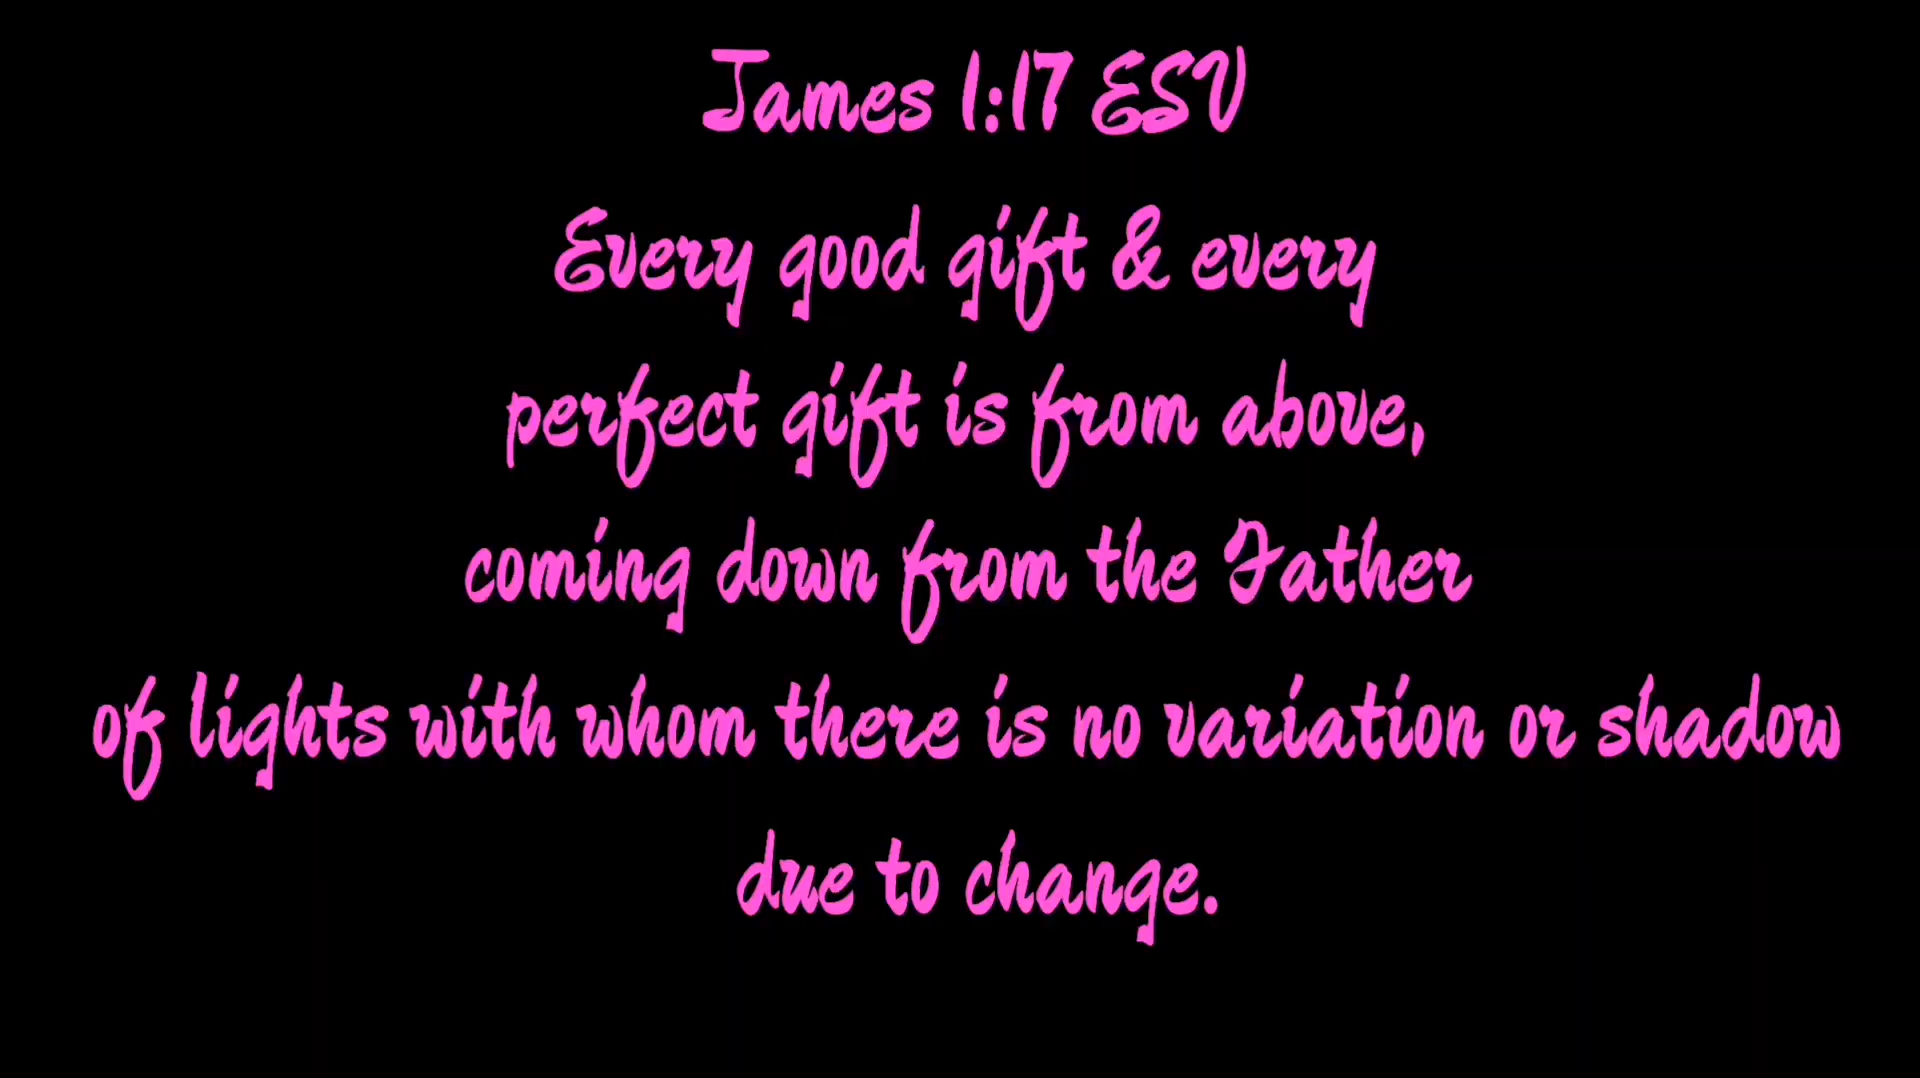 James 1:17 ESV
Every good gift & every
perfect gift is from above,
coming down from the Father
of lights with whom there is no variation or shadow
due to change.